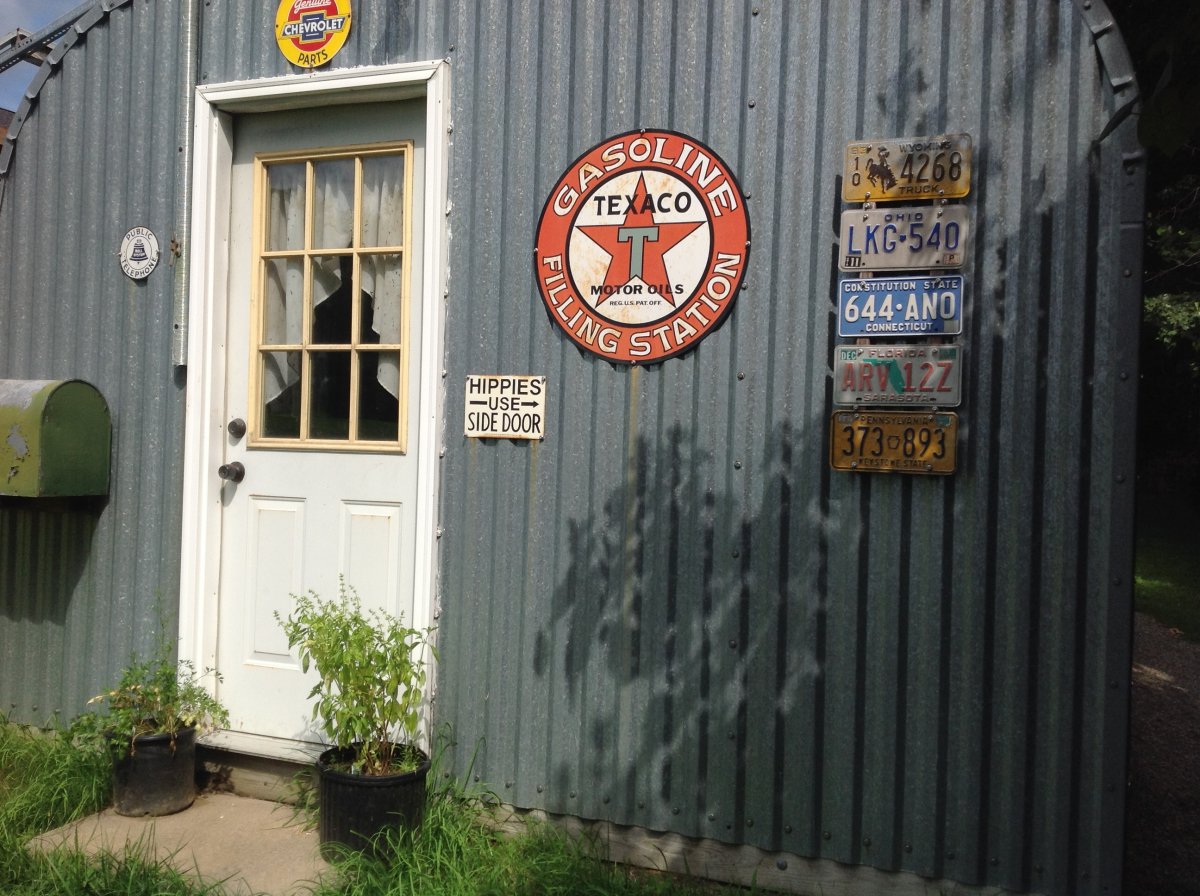 Genuine
CHEVROLET
PARTS
PUBLIC
TELEPHONE
GASOLINE
TEXACO
T
MOTOR OILS
REG. U.S. PAT. OFF.
FILLING STATION
HIPPIES
USE
SIDE DOOR
WYOMING
10 4268
TRUCK
OHIO
LKG·540
11
CONSTITUTION STATE
644·ANO
CONNECTICUT
DEC FLORIDA
ARV 12Z
SARASOTA
PENNSYLVANIA
373 893
KEYSTONE STATE